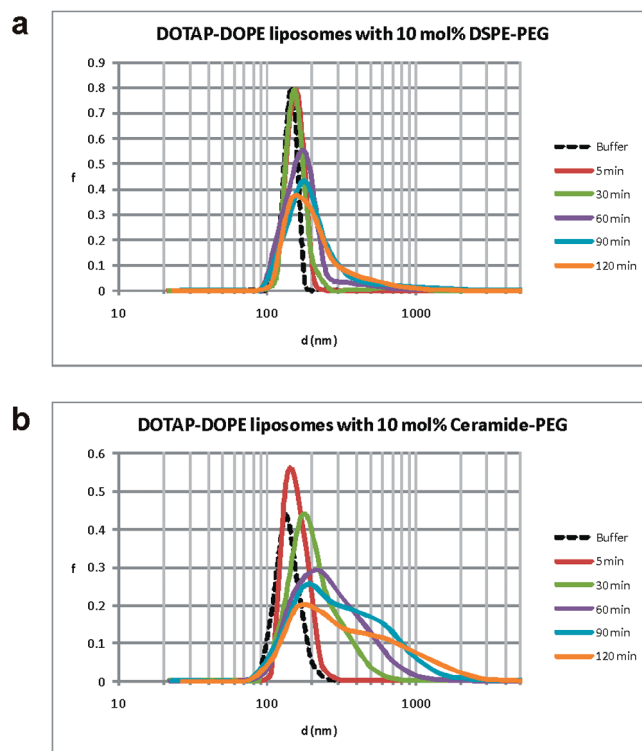 a
DOTAP-DOPE liposomes with 10 mol% DSPE-PEG
0.9
0.8
0.7
0.6
0.5
f
0.4
0.3
0.2
0.1
0
10
100
1000
d (nm)
Buffer
5 min
30 min
60 min
90 min
120 min
b
DOTAP-DOPE liposomes with 10 mol% Ceramide-PEG
0.6
0.5
0.4
f
0.3
0.2
0.1
0
10
100
1000
d (nm)
Buffer
5 min
30 min
60 min
90 min
120 min